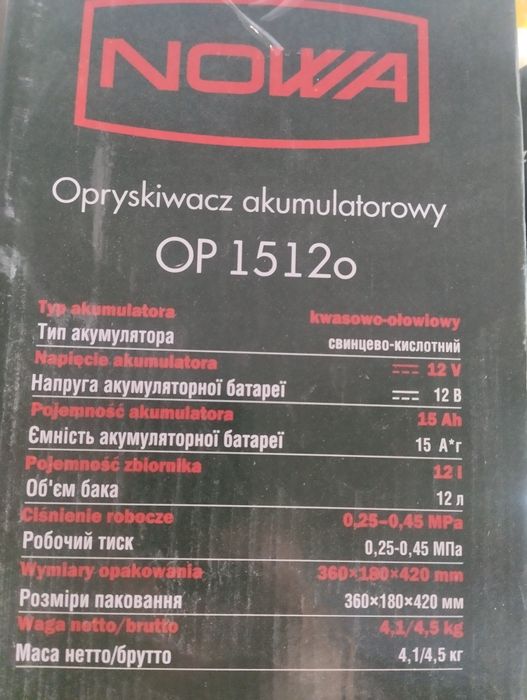 NOWA
Opryskiwacz akumulatorowy
OP 1512o
Typ akumulatora kwasowo-ołowiowy
Тип акумулятора свинцево-кислотний
Napięcie akumulatora 12 V
Напруга акумуляторної батареї 12 В
Pojemność akumulatora 15 Ah
Ємність акумуляторної батареї 15 А*г
Pojemność zbiornika 12 l
Об'єм бака 12 л
Ciśnienie robocze 0,25-0,45 MPa
Робочий тиск 0,25-0,45 МПа
Wymiary opakowania 360×180×420 mm
Розміри паковання 360×180×420 мм
Waga notto/brutto 4,1/4,5 kg
Маса нетто/брутто 4,1/4,5 кг